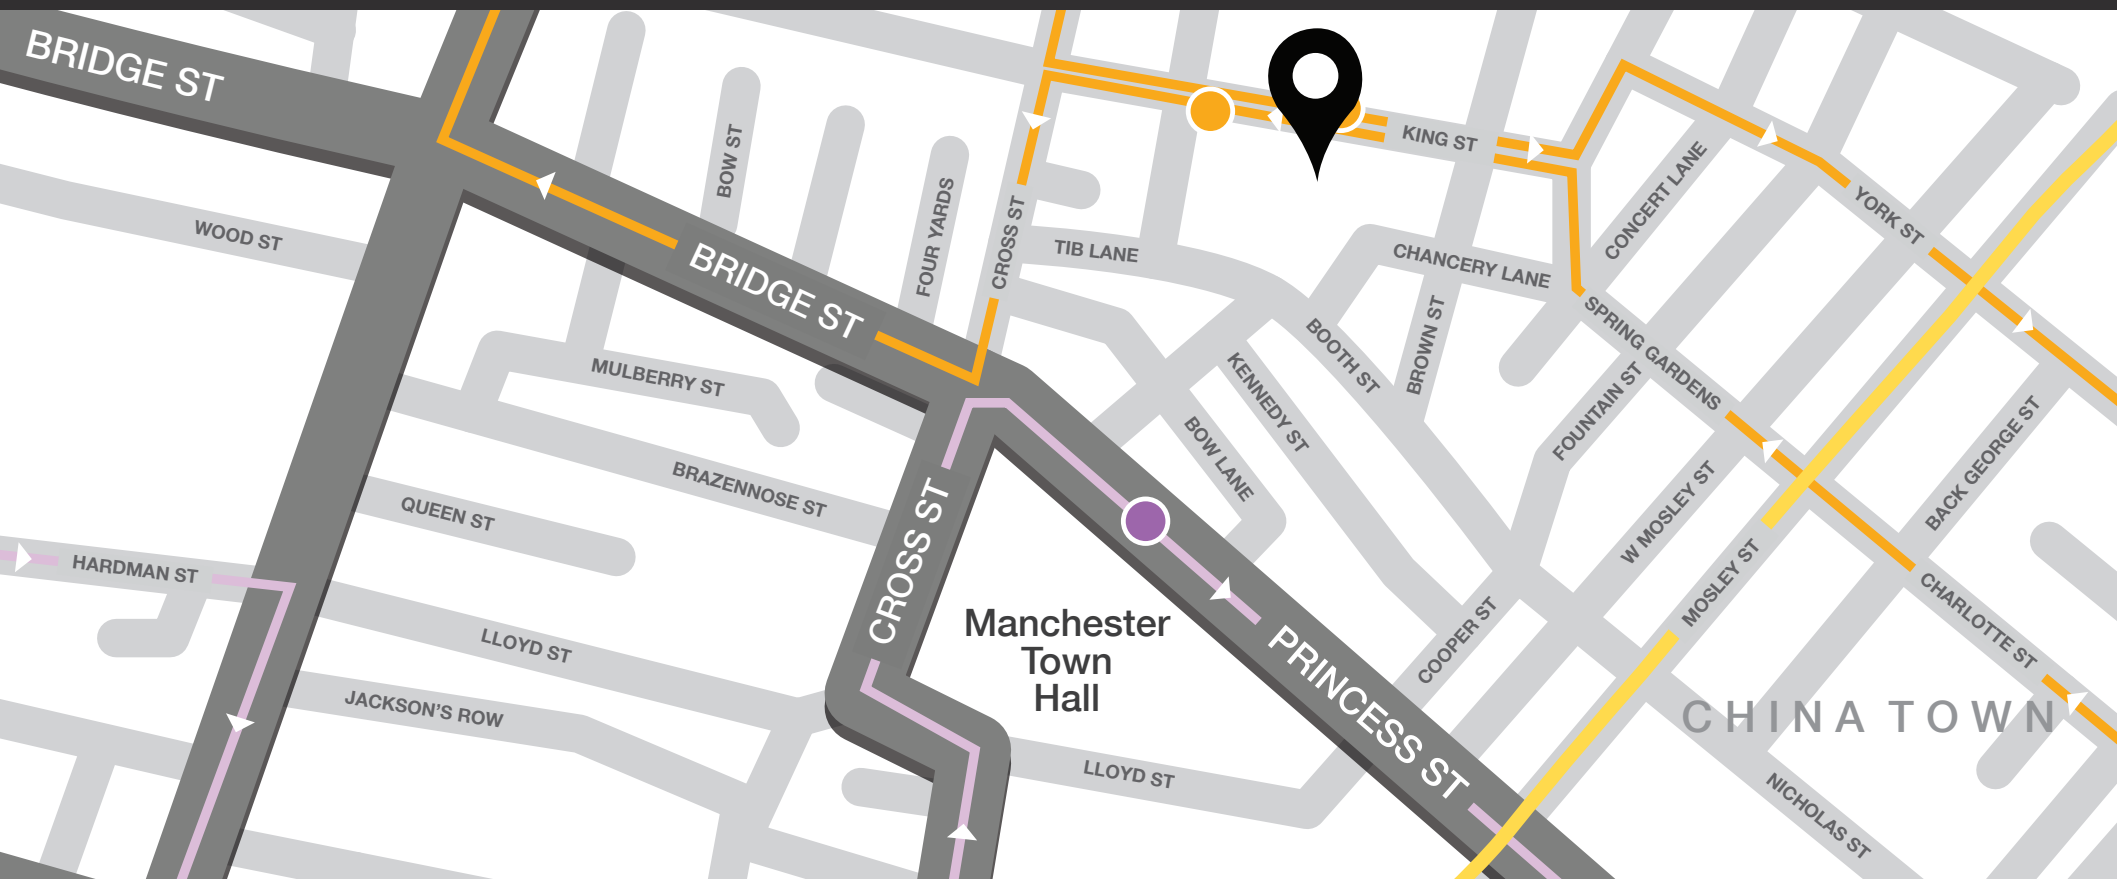 BRIDGE ST
KING ST
BOW ST
CONCERT LANE
YORK ST
WOOD ST
FOUR YARDS
CROSS ST
TIB LANE
CHANCERY LANE
BRIDGE ST
SPRING GARDENS
BOOTH ST
BROWN ST
MULBERRY ST
KENNEDY ST
FOUNTAIN ST
BACK GEORGE ST
BOW LANE
BRAZENNOSE ST
W MOSLEY ST
QUEEN ST
CROSS ST
MOSLEY ST
HARDMAN ST
CHARLOTTE ST
COOPER ST
Manchester
Town
Hall
PRINCESS ST
LLOYD ST
JACKSON'S ROW
CHINA TOWN
LLOYD ST
NICHOLAS ST